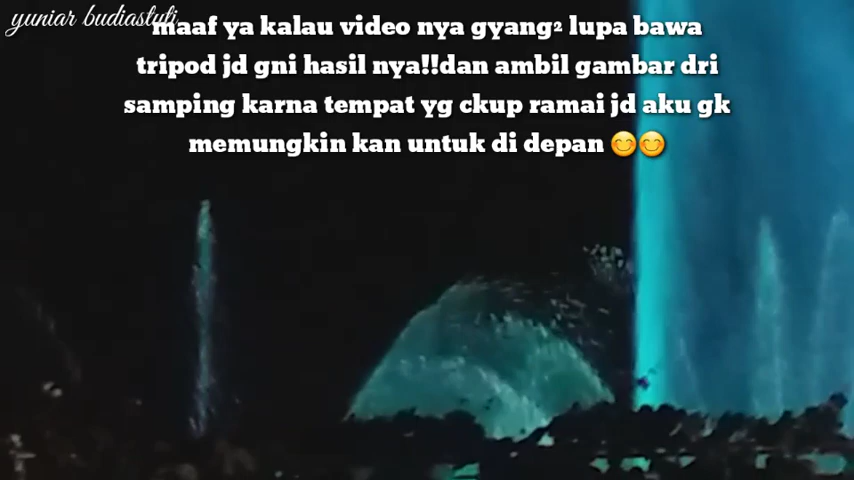 yuniar budiastuti
maaf ya kalau video nya gyang² lupa bawa
tripod jd gni hasil nya!!dan ambil gambar dri
samping karna tempat yg ckup ramai jd aku gk
memungkin kan untuk di depan 😊😊